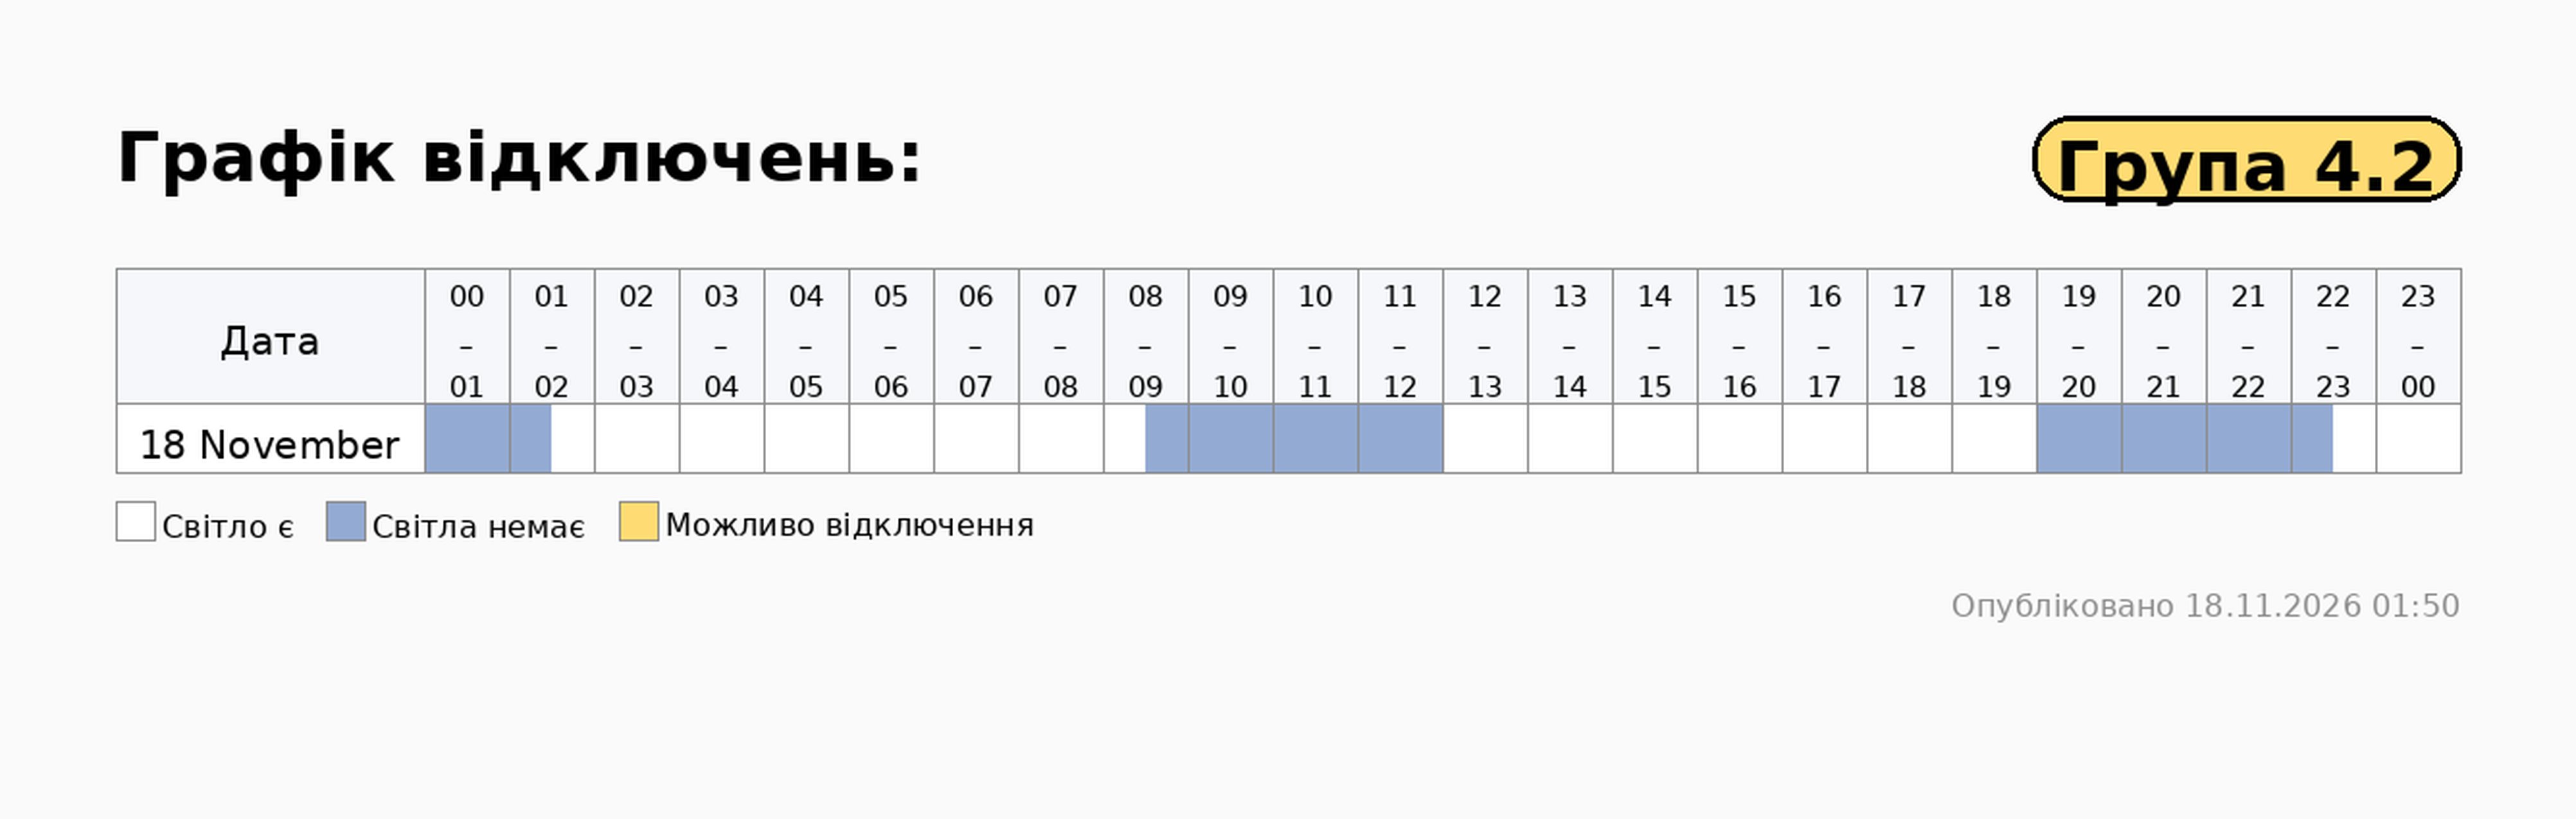 Графік відключень:
Група 4.2
Дата
00 – 01
01 – 02
02 – 03
03 – 04
04 – 05
05 – 06
06 – 07
07 – 08
08 – 09
09 – 10
10 – 11
11 – 12
12 – 13
13 – 14
14 – 15
15 – 16
16 – 17
17 – 18
18 – 19
19 – 20
20 – 21
21 – 22
22 – 23
23 – 00
18 November
Світло є
Світла немає
Можливо відключення
Опубліковано 18.11.2026 01:50